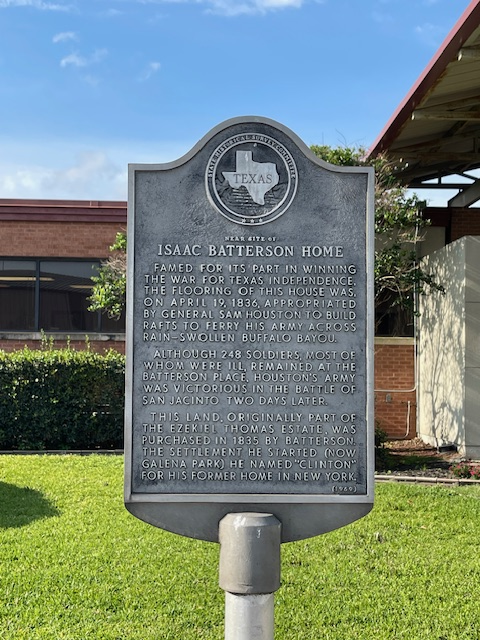 STATE HISTORICAL SURVEY COMMITTEE
TEXAS
NEAR SITE OF
ISAAC BATTERSON HOME
FAMED FOR ITS PART IN WINNING
THE WAR FOR TEXAS INDEPENDENCE.
THE FLOORING OF THIS HOUSE WAS,
ON APRIL 19, 1836, APPROPRIATED
BY GENERAL SAM HOUSTON TO BUILD
RAFTS TO FERRY HIS ARMY ACROSS
RAIN-SWOLLEN BUFFALO BAYOU.
ALTHOUGH 248 SOLDIERS, MOST OF
WHOM WERE ILL, REMAINED AT THE
BATTERSON PLACE, HOUSTON'S ARMY
WAS VICTORIOUS IN THE BATTLE OF
SAN JACINTO TWO DAYS LATER.
THIS LAND, ORIGINALLY PART OF
THE EZEKIEL THOMAS ESTATE, WAS
PURCHASED IN 1835 BY BATTERSON.
THE SETTLEMENT HE STARTED (NOW
GALENA PARK) HE NAMED "CLINTON"
FOR HIS FORMER HOME IN NEW YORK.
(1969)